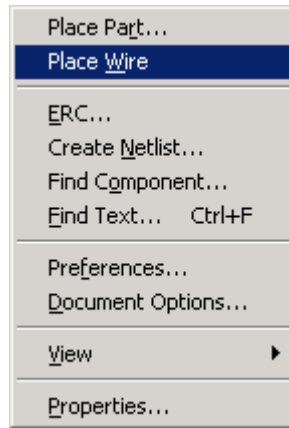 Place Part...
Place Wire
ERC...
Create Netlist...
Find Component...
Find Text... Ctrl+F
Preferences...
Document Options...
View
Properties...